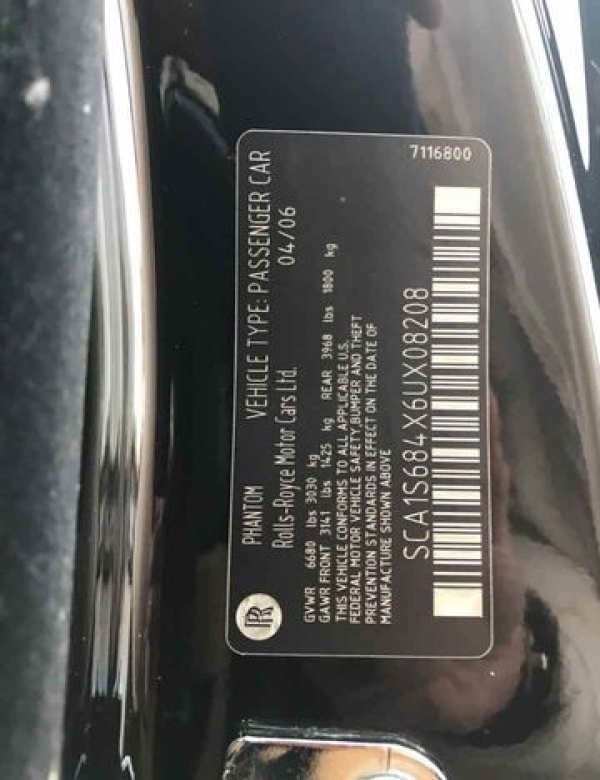 PHANTOM VEHICLE TYPE: PASSENGER CAR
Rolls-Royce Motor Cars Ltd. 04/06
GVWR 6680 lbs 3030 kg
GAWR FRONT 3141 lbs 1425 kg REAR 3968 lbs 1800 kg
THIS VEHICLE CONFORMS TO ALL APPLICABLE U.S.
FEDERAL MOTOR VEHICLE SAFETY,BUMPER AND THEFT
PREVENTION STANDARDS IN EFFECT ON THE DATE OF
MANUFACTURE SHOWN ABOVE
SCA1S684X6UX08208
7116800
RR